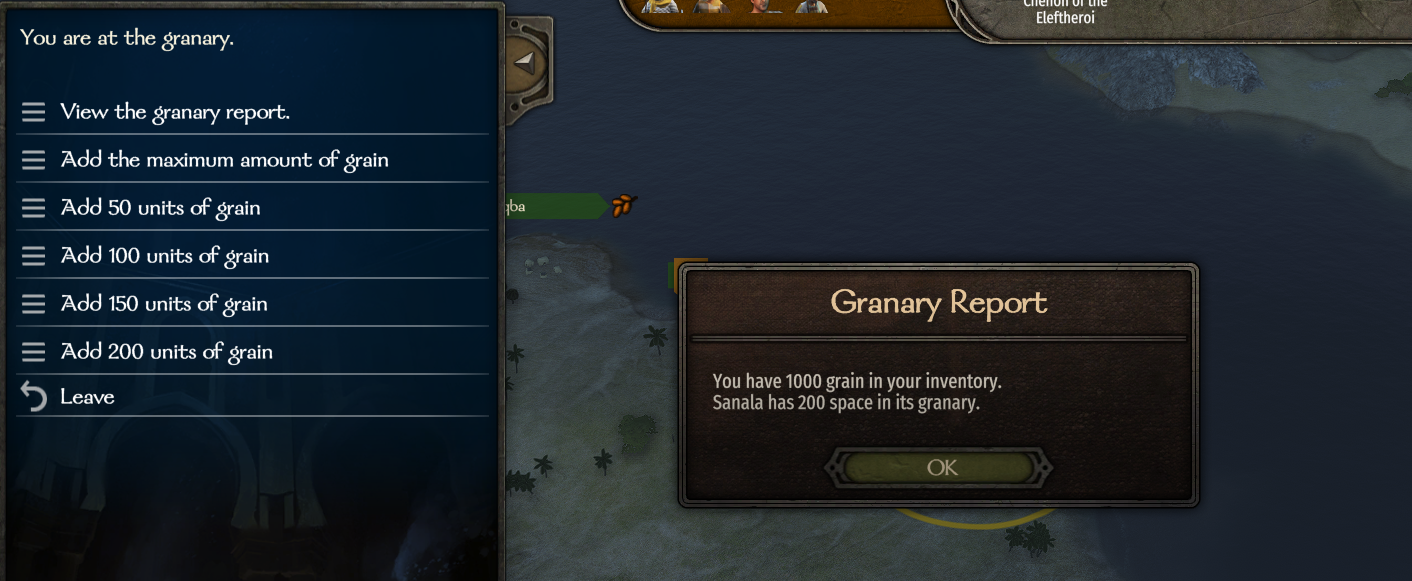 You are at the granary.
View the granary report.
Add the maximum amount of grain
Add 50 units of grain
Add 100 units of grain
Add 150 units of grain
Add 200 units of grain
Leave
of the
Eleftheroi
Granary Report
You have 1000 grain in your inventory.
Sanala has 200 space in its granary.
OK